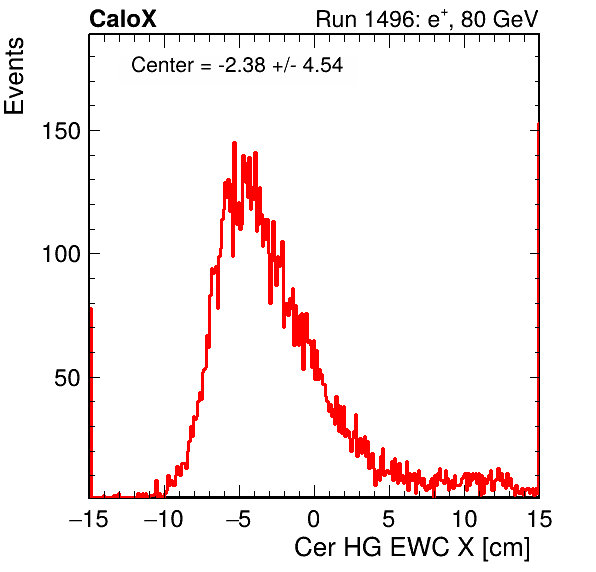 CaloX
Run 1496: e+, 80 GeV
Center = -2.38 +/- 4.54
Events
150
100
50
−15 −10 −5 0 5 10 15
Cer HG EWC X [cm]